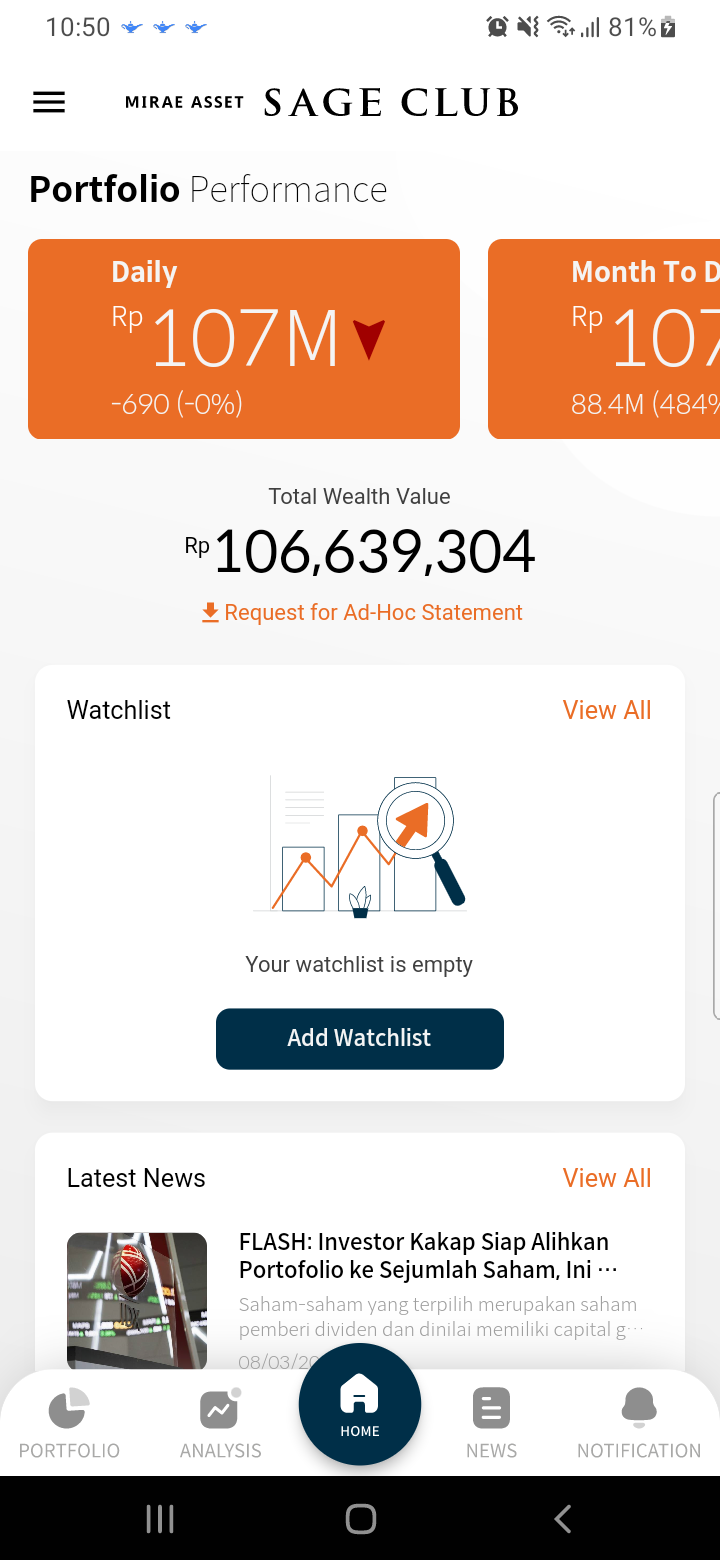 10:50
81%
MIRAE ASSET SAGE CLUB
Portfolio Performance
Daily
Rp 107M
-690 (-0%)
Month To D
Rp 107
88.4M (484%
Total Wealth Value
Rp 106,639,304
Request for Ad-Hoc Statement
Watchlist
View All
Your watchlist is empty
Add Watchlist
Latest News
View All
IDX
FLASH: Investor Kakap Siap Alihkan
Portofolio ke Sejumlah Saham, Ini ...
Saham-saham yang terpilih merupakan saham
pemberi dividen dan dinilai memiliki capital g...
08/03/20
PORTFOLIO
ANALYSIS
HOME
NEWS
NOTIFICATION